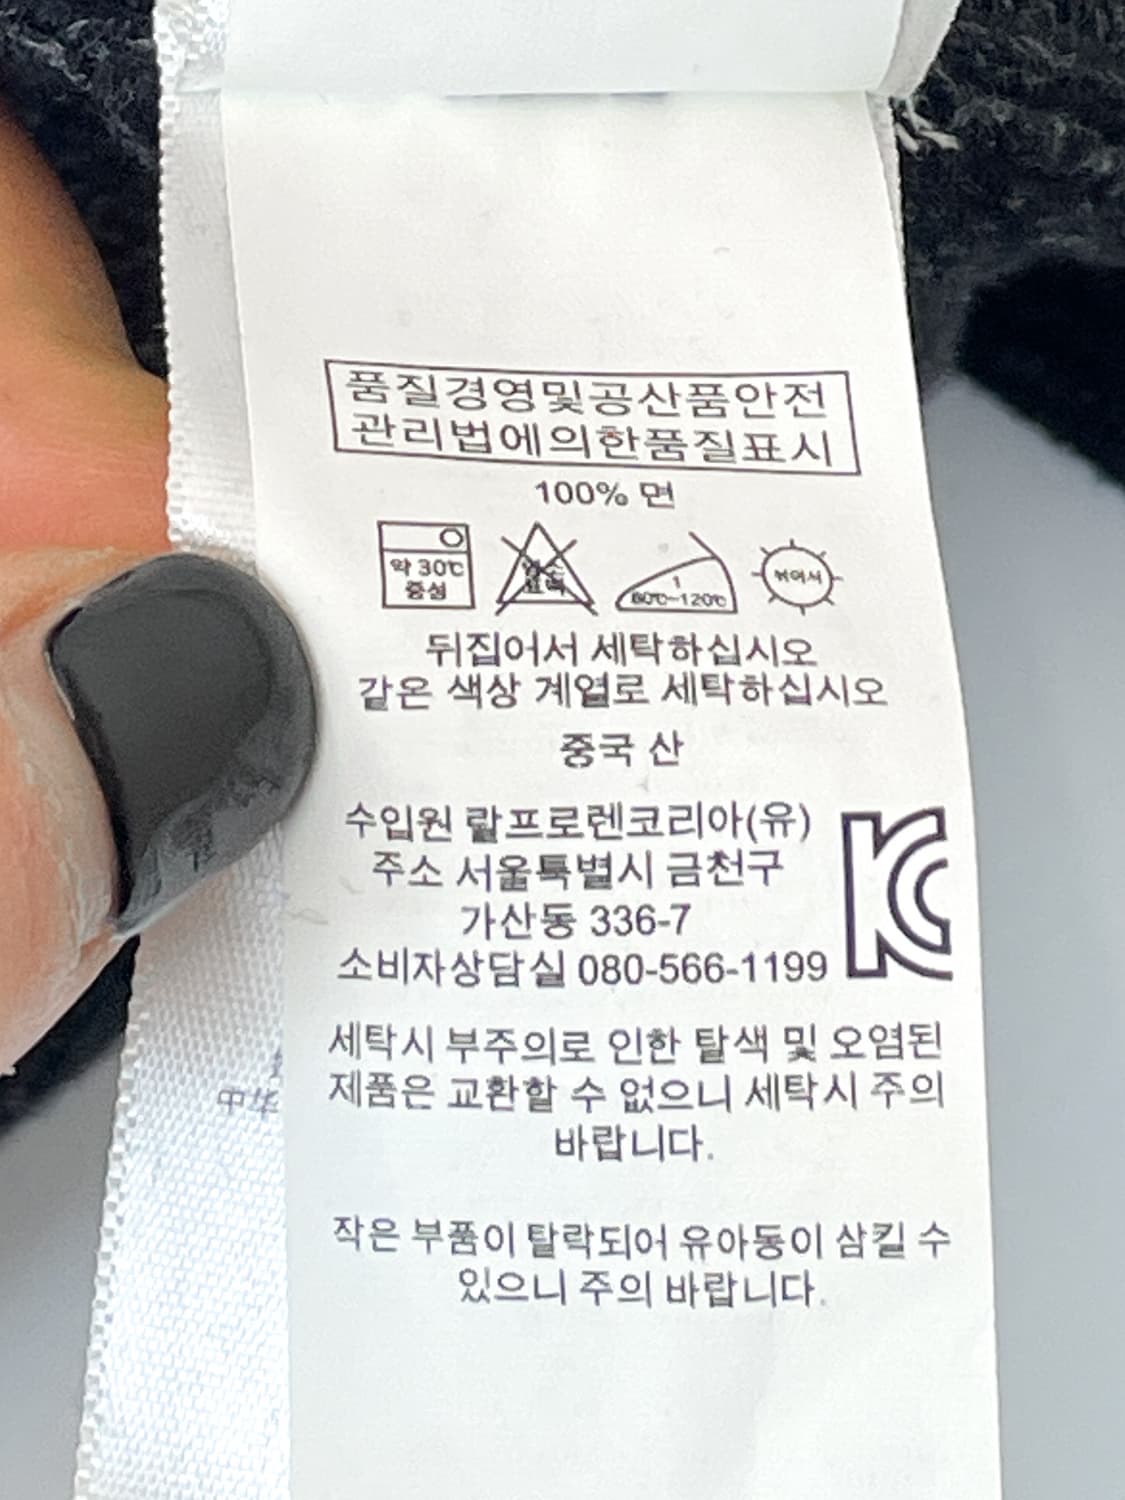 품질경영및공산품안전
관리법에의한품질표시
100% 면
약 30℃
중성
1
80℃~120℃
뉘어서
뒤집어서 세탁하십시오
같은 색상 계열로 세탁하십시오
중국 산
수입원 랄프로렌코리아(유)
주소 서울특별시 금천구
가산동 336-7
소비자상담실 080-566-1199
KC
세탁시 부주의로 인한 탈색 및 오염된
제품은 교환할 수 없으니 세탁시 주의
바랍니다.
작은 부품이 탈락되어 유아동이 삼킬 수
있으니 주의 바랍니다.